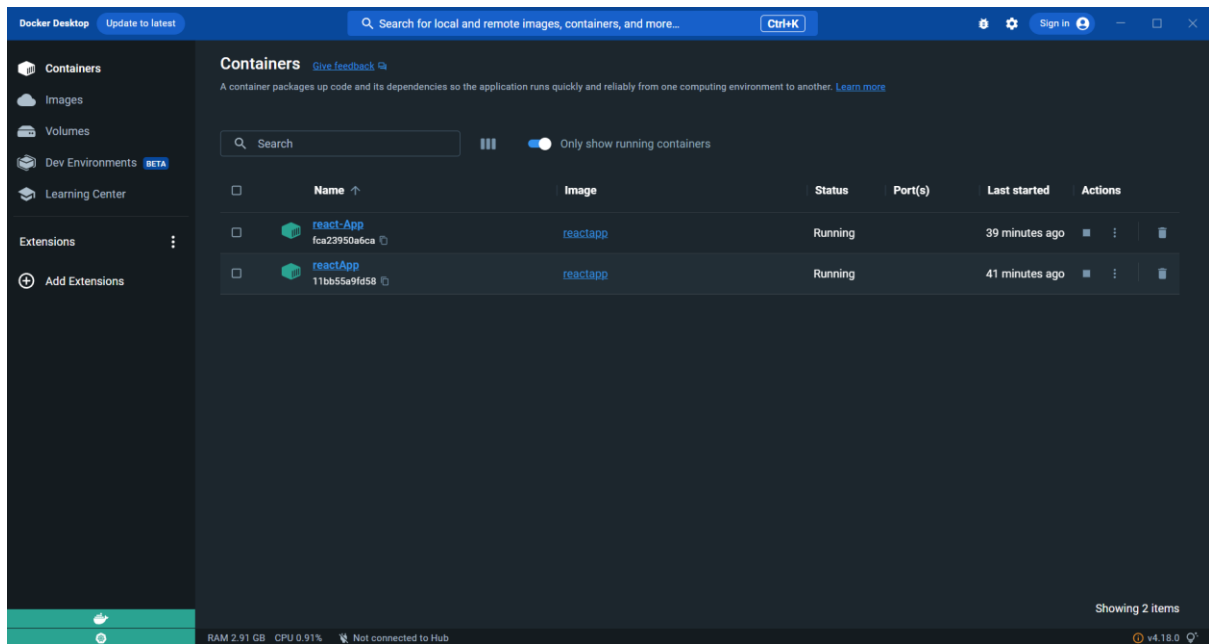 Docker Desktop Update to latest Search for local and remote images, containers, and more... Ctrl+K Sign in
Containers
Images
Volumes
Dev Environments BETA
Learning Center
Extensions
Add Extensions
Containers Give feedback
A container packages up code and its dependencies so the application runs quickly and reliably from one computing environment to another. Learn more
Search Only show running containers
Name Image Status Port(s) Last started Actions
react-App
fca23950a6ca
reactapp Running 39 minutes ago
reactApp
11bb55a9fd58
reactapp Running 41 minutes ago
Showing 2 items
RAM 2.91 GB CPU 0.91% Not connected to Hub v4.18.0